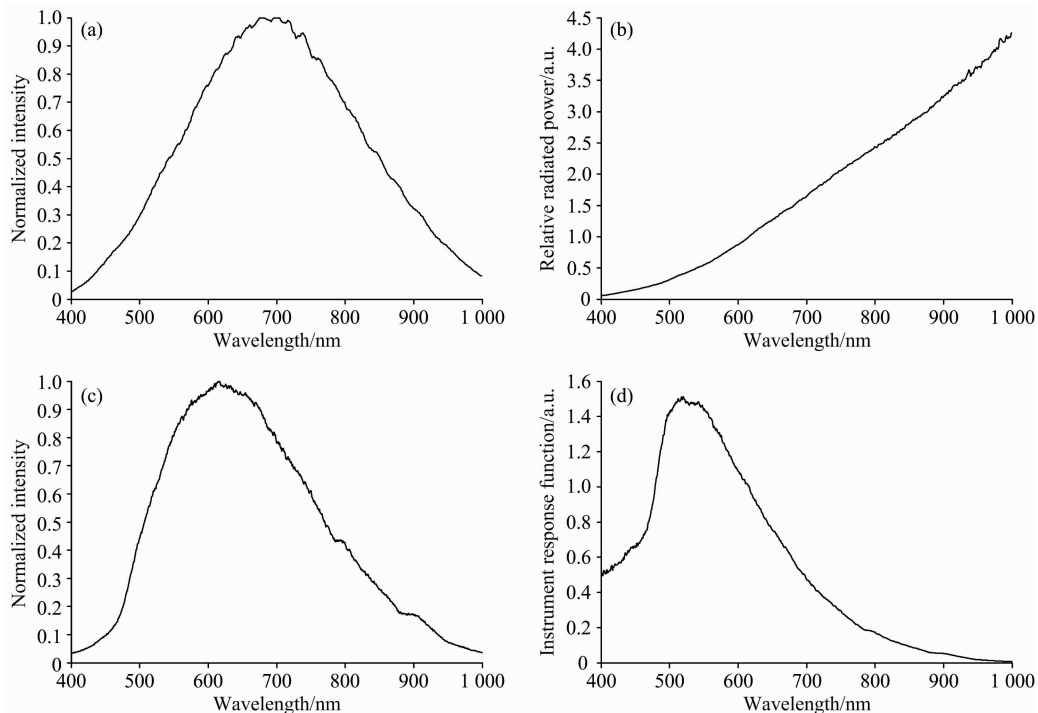 (a)
Normalized intensity
1.0
0.9
0.8
0.7
0.6
0.5
0.4
0.3
0.2
0.1
0
400 500 600 700 800 900 1 000
Wavelength/nm
(b)
Relative radiated power/a.u.
4.5
4.0
3.5
3.0
2.5
2.0
1.5
1.0
0.5
0
400 500 600 700 800 900 1 000
Wavelength/nm
(c)
Normalized intensity
1.0
0.9
0.8
0.7
0.6
0.5
0.4
0.3
0.2
0.1
0
400 500 600 700 800 900 1 000
Wavelength/nm
(d)
Instrument response function/a.u.
1.6
1.4
1.2
1.0
0.8
0.6
0.4
0.2
0
400 500 600 700 800 900 1 000
Wavelength/nm